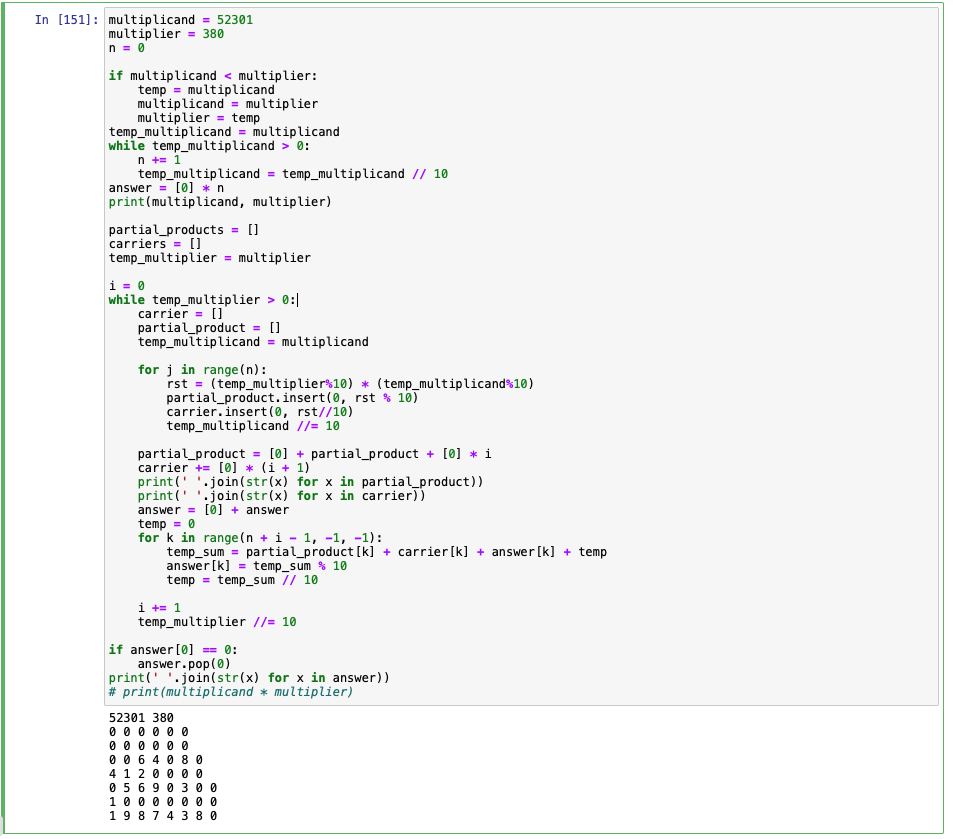 In [151]: multiplicand = 52301
multiplier = 380
n = 0

if multiplicand < multiplier:
    temp = multiplicand
    multiplicand = multiplier
    multiplier = temp
temp_multiplicand = multiplicand
while temp_multiplicand > 0:
    n += 1
    temp_multiplicand = temp_multiplicand // 10
answer = [0] * n
print(multiplicand, multiplier)

partial_products = []
carriers = []
temp_multiplier = multiplier

i = 0
while temp_multiplier > 0:
    carrier = []
    partial_product = []
    temp_multiplicand = multiplicand

    for j in range(n):
        rst = (temp_multiplier%10) * (temp_multiplicand%10)
        partial_product.insert(0, rst % 10)
        carrier.insert(0, rst//10)
        temp_multiplicand //= 10

    partial_product = [0] + partial_product + [0] * i
    carrier += [0] * (i + 1)
    print(' '.join(str(x) for x in partial_product))
    print(' '.join(str(x) for x in carrier))
    answer = [0] + answer
    temp = 0
    for k in range(n + i - 1, -1, -1):
        temp_sum = partial_product[k] + carrier[k] + answer[k] + temp
        answer[k] = temp_sum % 10
        temp = temp_sum // 10

    i += 1
    temp_multiplier //= 10

if answer[0] == 0:
    answer.pop(0)
print(' '.join(str(x) for x in answer))
# print(multiplicand * multiplier)
52301 380
0 0 0 0 0 0
0 0 0 0 0 0
0 0 6 4 0 8 0
4 1 2 0 0 0 0
0 5 6 9 0 3 0 0
1 0 0 0 0 0 0 0
1 9 8 7 4 3 8 0